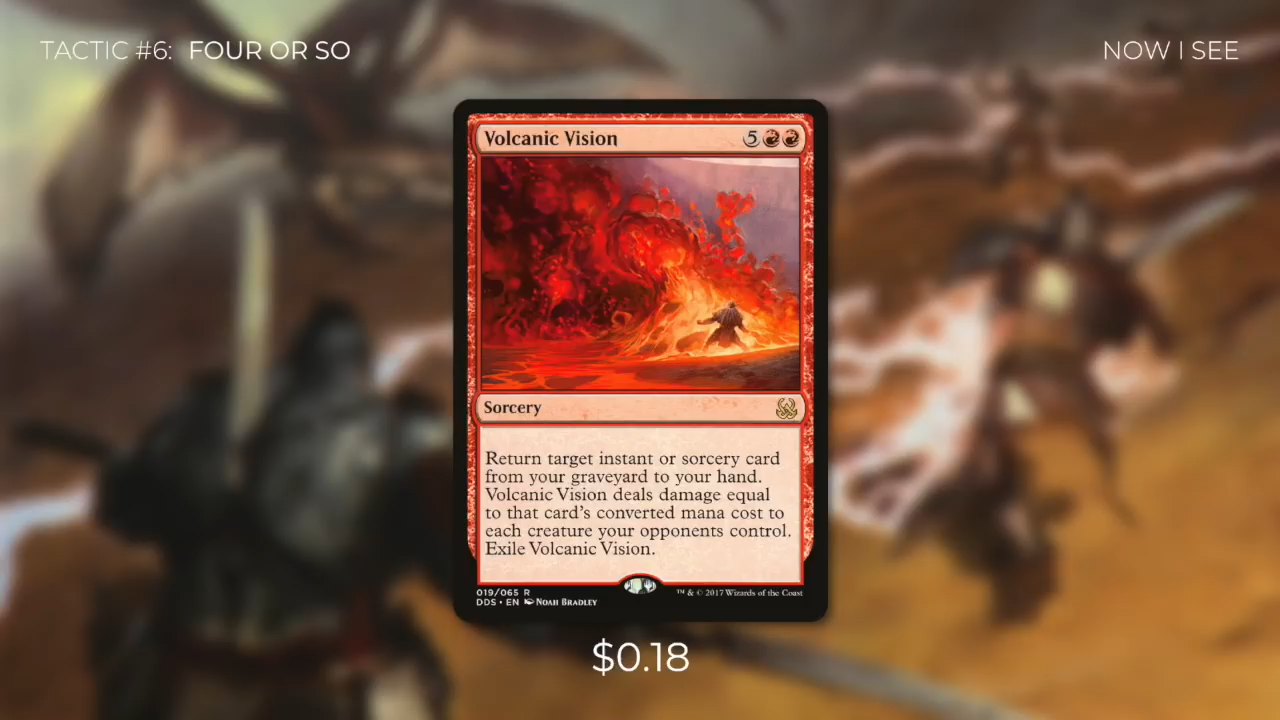 TACTIC #6: FOUR OR SO
NOW I SEE
Volcanic Vision 5
Sorcery
Return target instant or sorcery card
from your graveyard to your hand.
Volcanic Vision deals damage equal
to that card's converted mana cost to
each creature your opponents control.
Exile Volcanic Vision.
019/065 R
DDS • EN Noah Bradley
™ & © 2017 Wizards of the Coast
$0.18